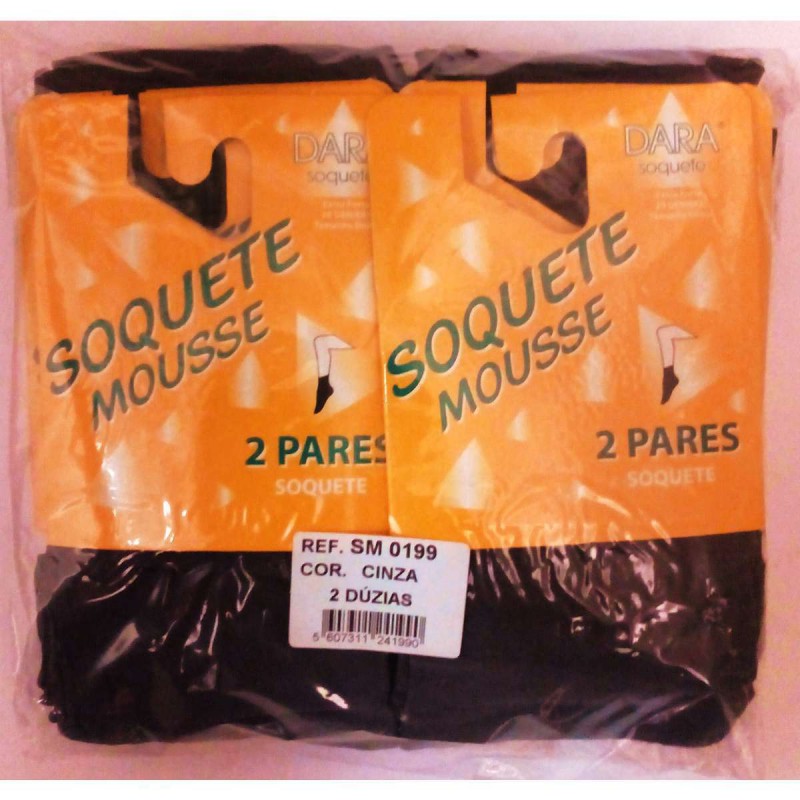 DARA
soquete
SOQUETE
MOUSSE
2 PARES
SOQUETE
DARA
soquete
SOQUETE
MOUSSE
2 PARES
SOQUETE
REF. SM 0199
COR. CINZA
2 DÚZIAS
5 607311 241990